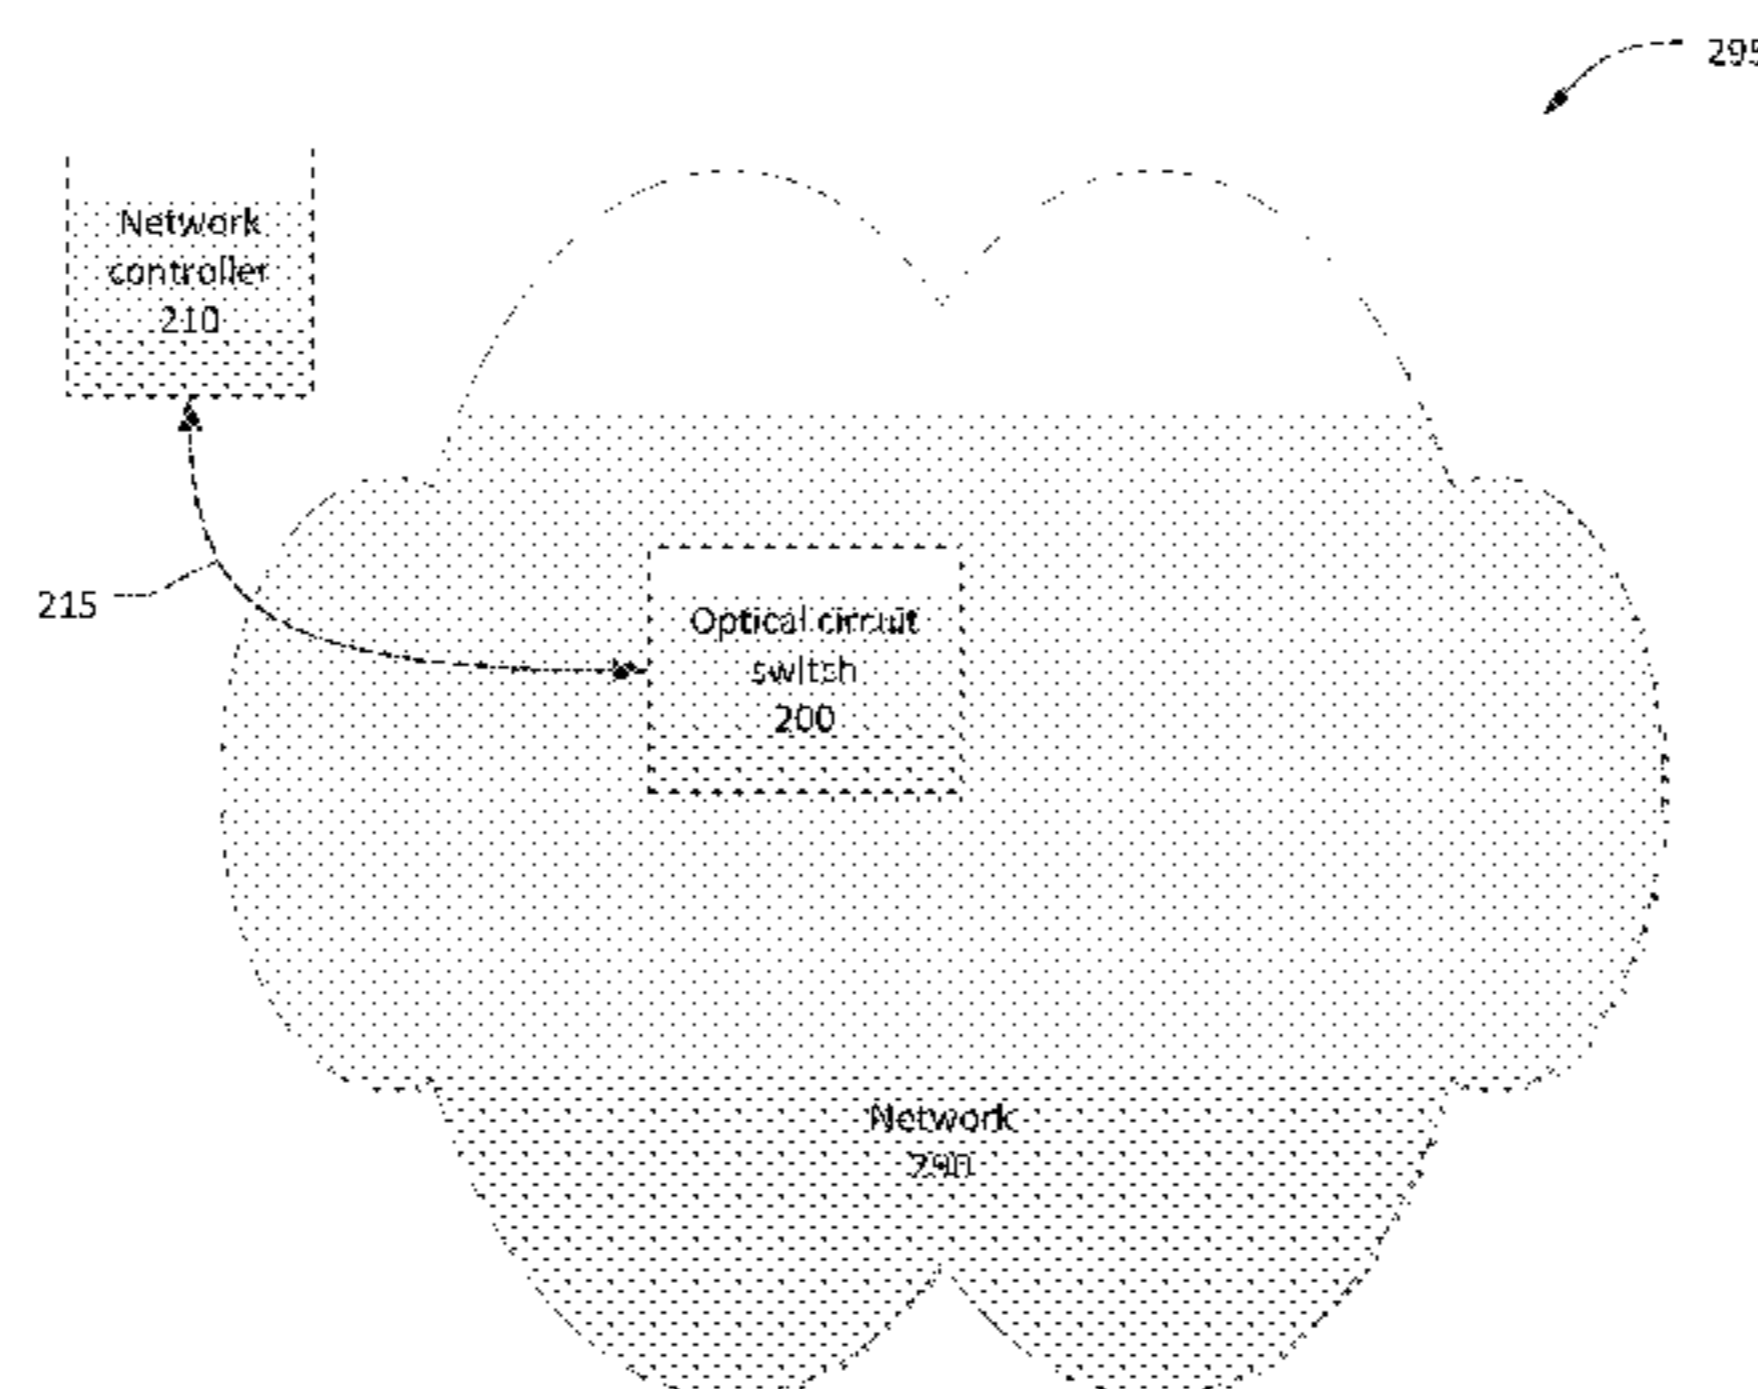 295
Network
controller
210
215
Optical circuit
switch
200
Network
290